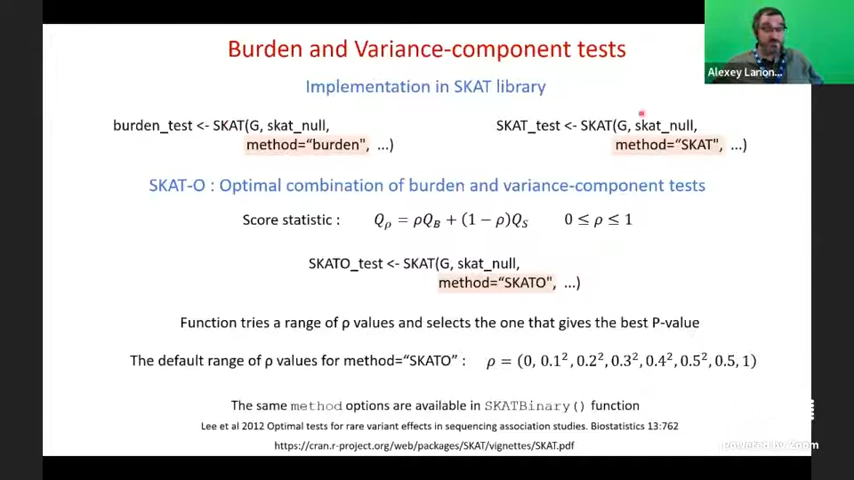 Burden and Variance-component tests
Alexey Larion...
Implementation in SKAT library
burden_test <- SKAT(G, skat_null,
method="burden", ...)
SKAT_test <- SKAT(G, skat_null,
method="SKAT", ...)
SKAT-O : Optimal combination of burden and variance-component tests
Score statistic : Qᵨ = ρQ_B + (1 − ρ)Q_S 0 ≤ ρ ≤ 1
SKATO_test <- SKAT(G, skat_null,
method="SKATO", ...)
Function tries a range of ρ values and selects the one that gives the best P-value
The default range of ρ values for method="SKATO" : ρ = (0, 0.1², 0.2², 0.3², 0.4², 0.5², 0.5, 1)
The same method options are available in SKATBinary() function
Lee et al 2012 Optimal tests for rare variant effects in sequencing association studies. Biostatistics 13:762
https://cran.r-project.org/web/packages/SKAT/vignettes/SKAT.pdf
powered by Zoom